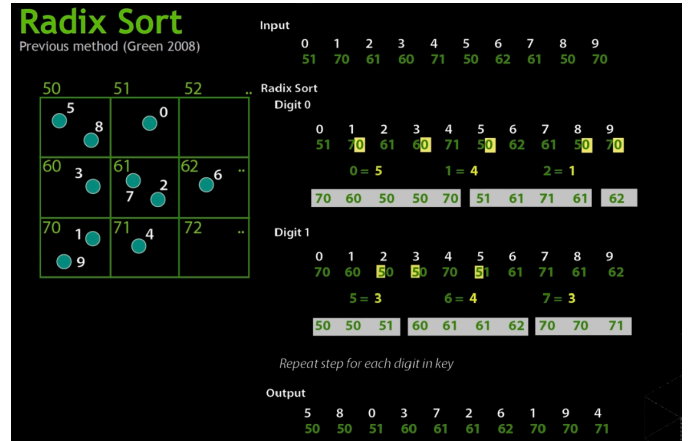 Radix Sort
Previous method (Green 2008)
50 51 52 ..
5 8 0
60 61 62 ..
3 7 2 6
70 71 72 ..
1 9 4
Input
0 1 2 3 4 5 6 7 8 9
51 70 61 60 71 50 62 61 50 70
Radix Sort
Digit 0
0 1 2 3 4 5 6 7 8 9
51 70 61 60 71 50 62 61 50 70
0 = 5 1 = 4 2 = 1
70 60 50 50 70 51 61 71 61 62
Digit 1
0 1 2 3 4 5 6 7 8 9
70 60 50 50 70 51 61 71 61 62
5 = 3 6 = 4 7 = 3
50 50 51 60 61 61 62 70 70 71
Repeat step for each digit in key
Output
5 8 0 3 7 2 6 1 9 4
50 50 51 60 61 61 62 70 70 71